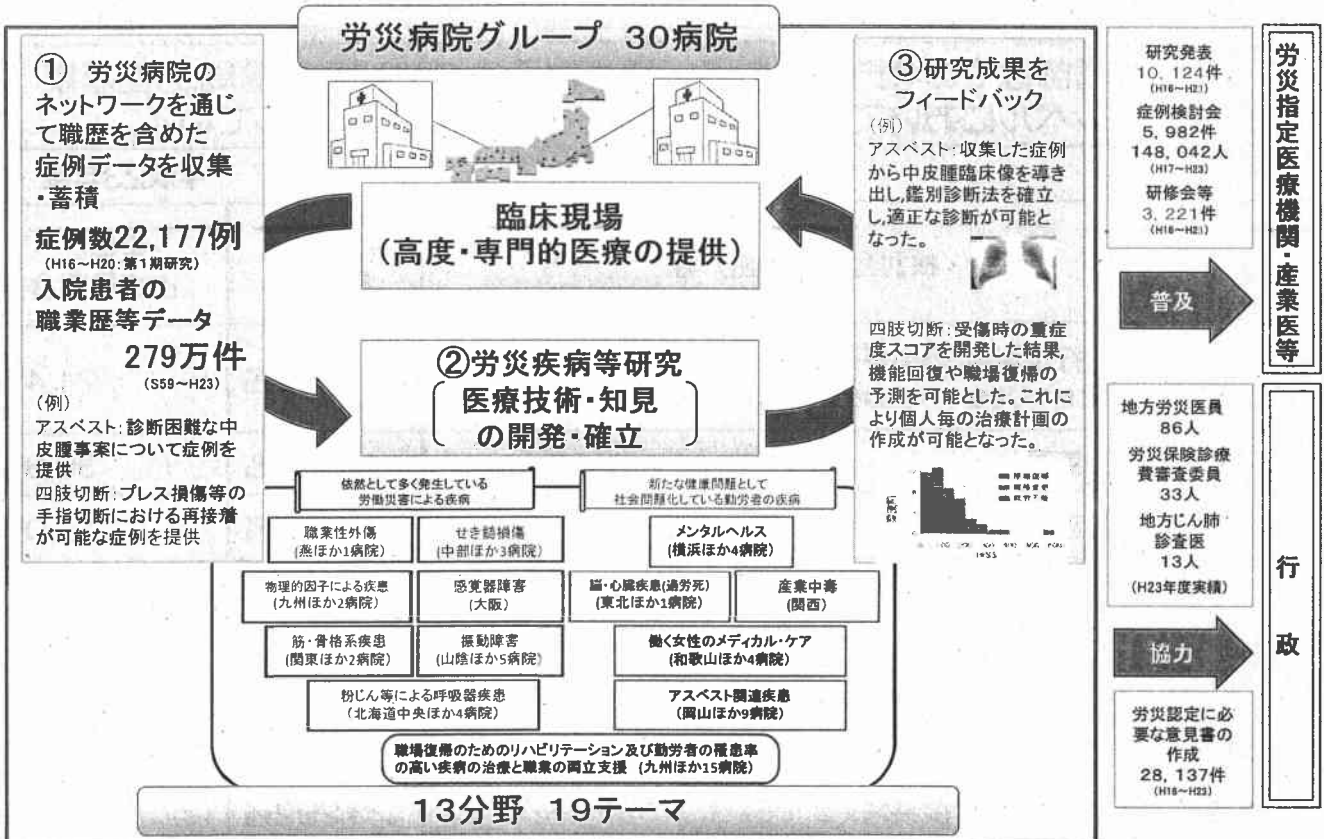 労災病院グループ 30病院
① 労災病院の
ネットワークを通じ
て職歴を含めた
症例データを収集
・蓄積
症例数22,177例
(H16～H20:第1期研究)
入院患者の
職業歴等データ
279万件
(S59～H23)
(例)
アスベスト:診断困難な中
皮腫事案について症例を
提供
四肢切断:プレス損傷等の
手指切断における再接着
が可能な症例を提供
臨床現場
(高度・専門的医療の提供)
②労災疾病等研究
医療技術・知見
の開発・確立
③研究成果を
フィードバック
(例)
アスベスト:収集した症例
から中皮腫臨床像を導き
出し,鑑別診断法を確立
し,適正な診断が可能と
なった。
四肢切断:受傷時の重症
度スコアを開発した結果,
機能回復や職場復帰の
予測を可能とした。これに
より個人毎の治療計画の
作成が可能となった。
依然として多く発生している
労働災害による疾病
新たな健康問題として
社会問題化している勤労者の疾病
職業性外傷
(燕ほか1病院)
せき髄損傷
(中部ほか3病院)
メンタルヘルス
(横浜ほか4病院)
物理的因子による疾患
(九州ほか2病院)
感覚器障害
(大阪)
脳・心臓疾患(過労死)
(東北ほか1病院)
産業中毒
(関西)
筋・骨格系疾患
(関東ほか2病院)
振動障害
(山陰ほか5病院)
働く女性のメディカル・ケア
(和歌山ほか4病院)
粉じん等による呼吸器疾患
(北海道中央ほか4病院)
アスベスト関連疾患
(岡山ほか9病院)
職場復帰のためのリハビリテーション及び勤労者の罹患率
の高い疾病の治療と職業の両立支援 (九州ほか15病院)
13分野 19テーマ
研究発表
10,124件
症例検討会
5,982件
148,042人
(H17～H23)
研修会等
3,221件
普及
労災指定医療機関・産業医等
地方労災医員
86人
労災保険診療
費審査委員
33人
地方じん肺
診査医
13人
(H23年度実績)
協力
労災認定に必
要な意見書の
作成
28,137件
(H16～H23)
行政